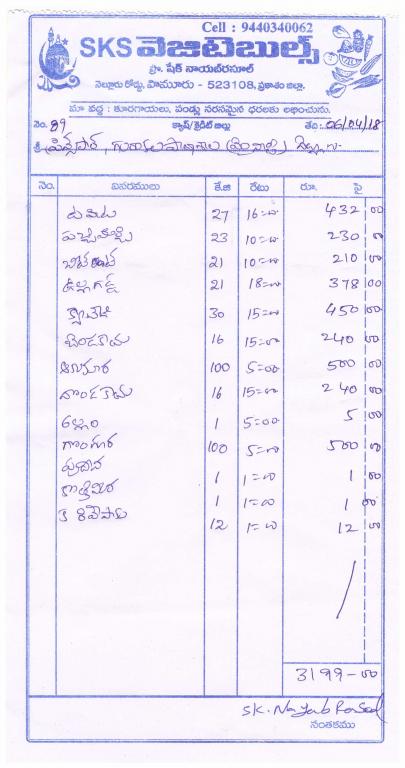 Cell : 9440340062
SKS వెజిటెబుల్స్
ప్రొ. షేక్ నాయబ్‌రసూల్
నెల్లూరు రోడ్డు, పామూరు - 523108, ప్రకాశం జిల్లా.
మా వద్ద : కూరగాయలు, పండ్లు సరసమైన ధరలకు లభించును.
నెం. 89 క్యాష్/క్రెడిట్ బిల్లు తేది: 06/04/18
శ్రీ ప్రిన్సిపాల్, గురుకుల పాఠశాల
నెం. వివరములు కే.జి రేటు రూ. పై
టమిట 27 16=00 432 00
పచ్చిమిర్చి 23 10=00 230 00
బీట్‌రూట్ 21 10=00 210 00
ఉల్లిగడ్డ 21 18=00 378 00
క్యారెట్ 30 15=00 450 00
బెండకాయ 16 15=00 240 00
ఆకుకూర 100 5=00 500 00
దొండకాయ 16 15=00 240 00
అల్లం 1 5=00 5 00
గొంగూర 100 5=00 500 00
పుదీన 1 1=00 1 00
కొత్తిమిర 1 1=00 1 00
కరివేపాకు 12 1=00 12 00
3199-00
SK. Nayab Rasool
సంతకము